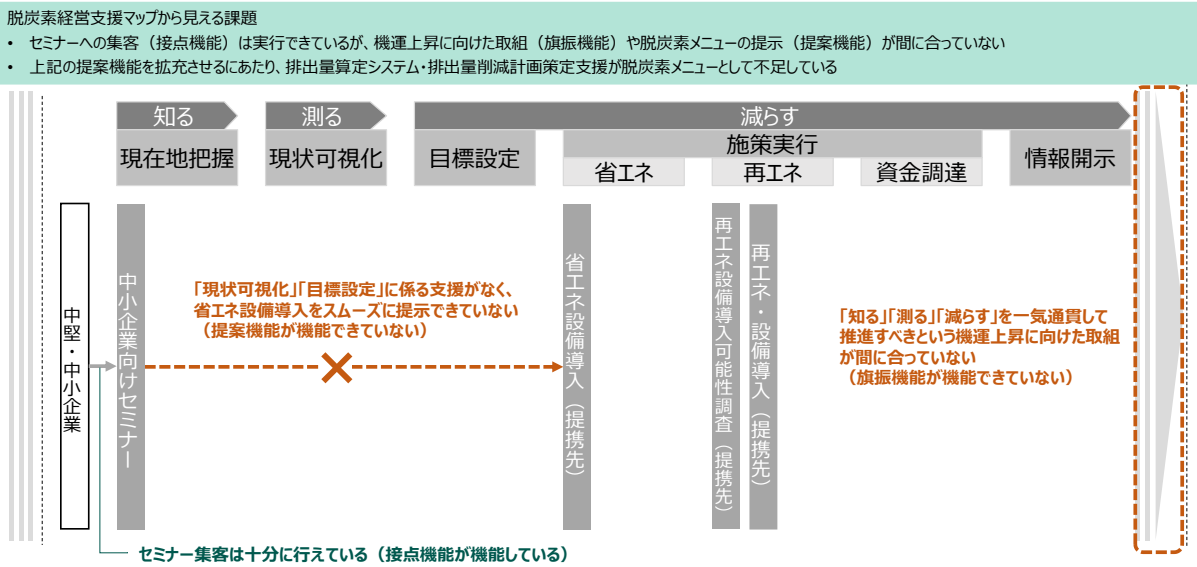 脱炭素経営支援マップから見える課題
• セミナーへの集客（接点機能）は実行できているが、機運上昇に向けた取組（旗振機能）や脱炭素メニューの提示（提案機能）が間に合っていない
• 上記の提案機能を拡充させるにあたり、排出量算定システム・排出量削減計画策定支援が脱炭素メニューとして不足している
知る
測る
減らす
現在地把握
現状可視化
目標設定
施策実行
省エネ
再エネ
資金調達
情報開示
中堅・中小企業
中小企業向けセミナー
「現状可視化」「目標設定」に係る支援がなく、
省エネ設備導入をスムーズに提示できていない
（提案機能が機能できていない）
省エネ設備導入（提携先）
再エネ設備導入可能性調査（提携先）
再エネ・設備導入（提携先）
「知る」「測る」「減らす」を一気通貫して
推進すべきという機運上昇に向けた取組
が間に合っていない
（旗振機能が機能できていない）
セミナー集客は十分に行えている（接点機能が機能している）